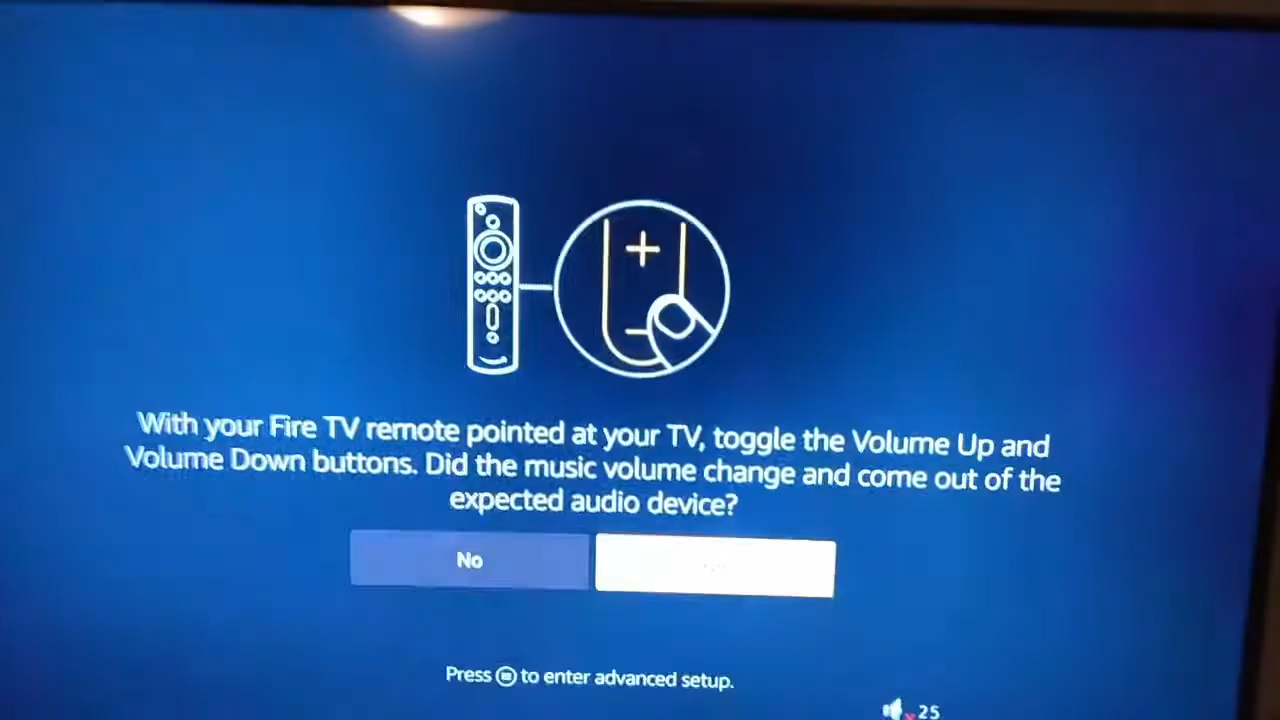 With your Fire TV remote pointed at your TV, toggle the Volume Up and
Volume Down buttons. Did the music volume change and come out of the
expected audio device?
No
Press to enter advanced setup.
25